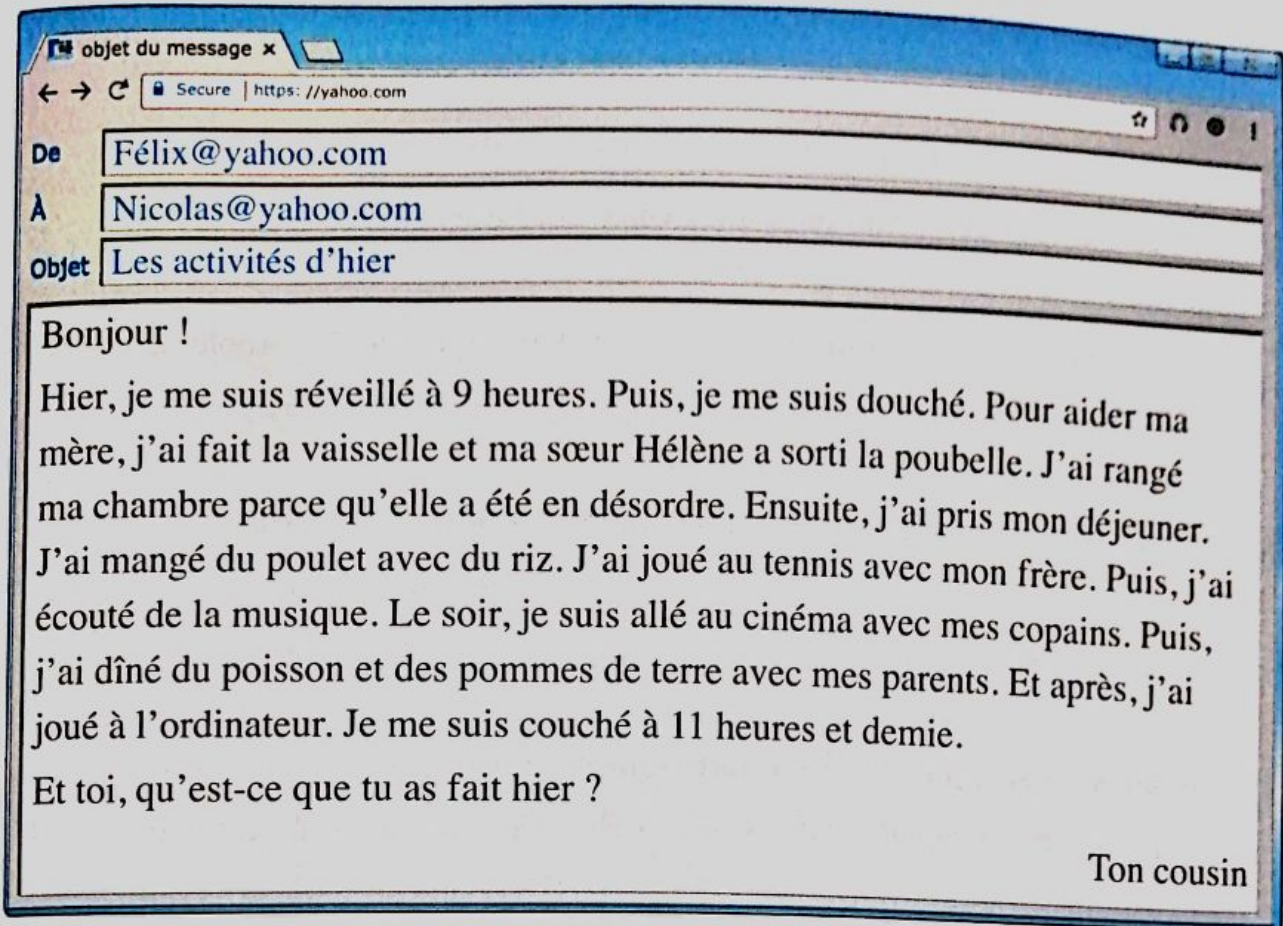 objet du message ×
Secure | https: //yahoo.com
De Félix@yahoo.com
À Nicolas@yahoo.com
Objet Les activités d'hier
Bonjour !
Hier, je me suis réveillé à 9 heures. Puis, je me suis douché. Pour aider ma
mère, j'ai fait la vaisselle et ma sœur Hélène a sorti la poubelle. J'ai rangé
ma chambre parce qu'elle a été en désordre. Ensuite, j'ai pris mon déjeuner.
J'ai mangé du poulet avec du riz. J'ai joué au tennis avec mon frère. Puis, j'ai
écouté de la musique. Le soir, je suis allé au cinéma avec mes copains. Puis,
j'ai dîné du poisson et des pommes de terre avec mes parents. Et après, j'ai
joué à l'ordinateur. Je me suis couché à 11 heures et demie.
Et toi, qu'est-ce que tu as fait hier ?
Ton cousin